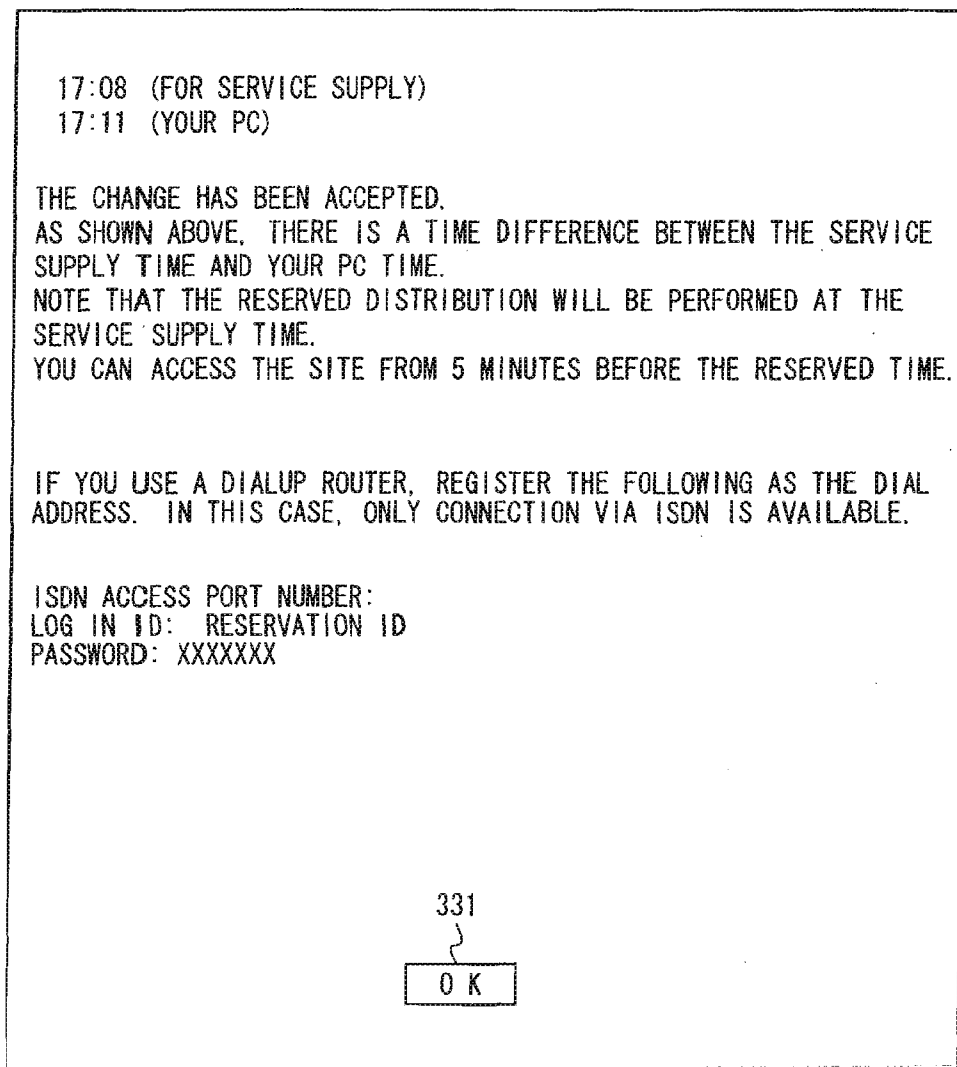 17:08 (FOR SERVICE SUPPLY)
17:11 (YOUR PC)
THE CHANGE HAS BEEN ACCEPTED.
AS SHOWN ABOVE, THERE IS A TIME DIFFERENCE BETWEEN THE SERVICE
SUPPLY TIME AND YOUR PC TIME.
NOTE THAT THE RESERVED DISTRIBUTION WILL BE PERFORMED AT THE
SERVICE SUPPLY TIME.
YOU CAN ACCESS THE SITE FROM 5 MINUTES BEFORE THE RESERVED TIME.
IF YOU USE A DIALUP ROUTER, REGISTER THE FOLLOWING AS THE DIAL
ADDRESS. IN THIS CASE, ONLY CONNECTION VIA ISDN IS AVAILABLE.
ISDN ACCESS PORT NUMBER:
LOG IN ID: RESERVATION ID
PASSWORD: XXXXXXX
331
OK